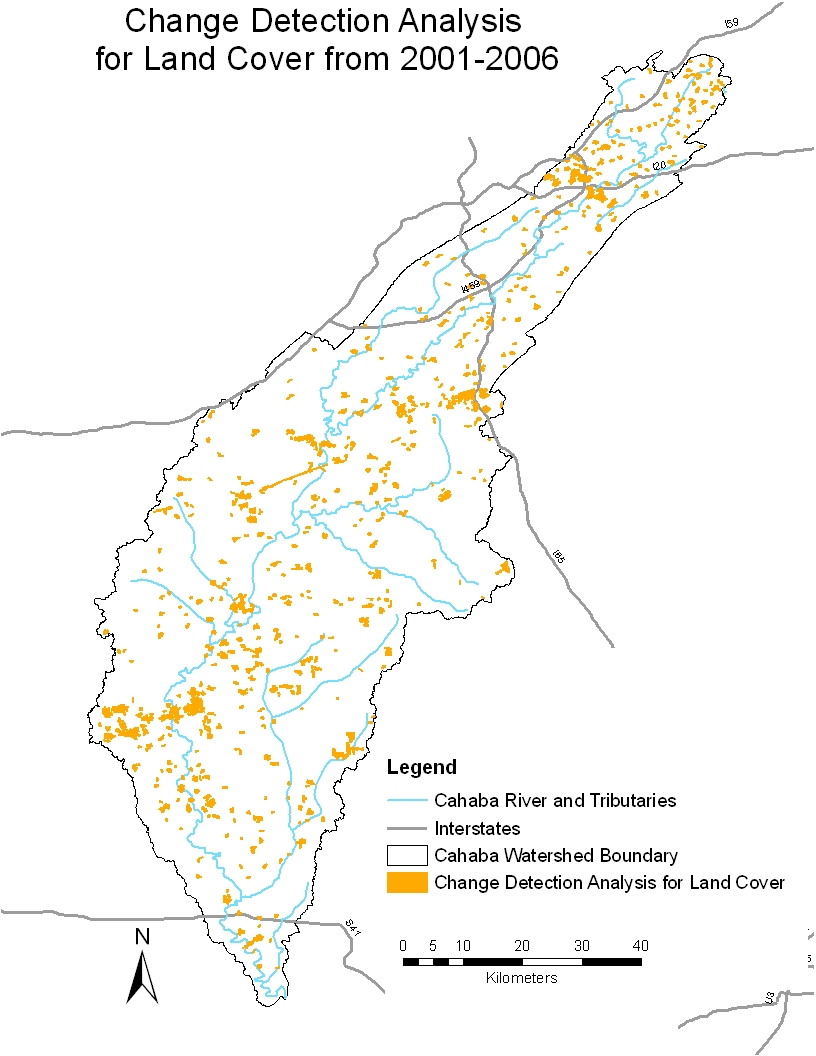 Change Detection Analysis
for Land Cover from 2001-2006
I59
I20
I459
I65
Legend
Cahaba River and Tributaries
Interstates
Cahaba Watershed Boundary
Change Detection Analysis for Land Cover
S41
N
0 5 10 20 30 40
Kilometers